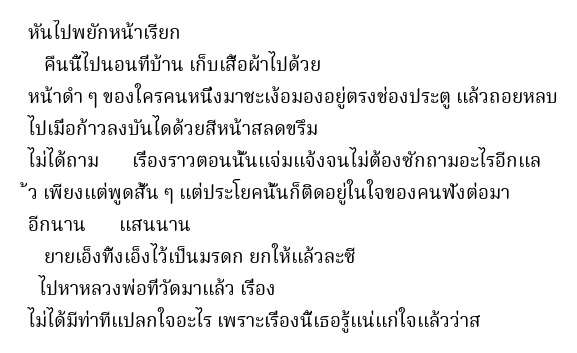 หันไปพยักหน้าเรียก
คืนนี้ไปนอนที่บ้าน เก็บเสื้อผ้าไปด้วย
หน้าดำ ๆ ของใครคนหนึ่งมาชะเง้อมองอยู่ตรงช่องประตู แล้วถอยหลบ
ไปเมื่อก้าวลงบันไดด้วยสีหน้าสลดขรึม
ไม่ได้ถาม เรื่องราวตอนนั้นแจ่มแจ้งจนไม่ต้องซักถามอะไรอีกแล
้ว เพียงแต่พูดสั้น ๆ แต่ประโยคนั้นก็ติดอยู่ในใจของคนฟังต่อมา
อีกนาน แสนนาน
ยายเอ็งทิ้งเอ็งไว้เป็นมรดก ยกให้แล้วละซี
ไปหาหลวงพ่อที่วัดมาแล้ว เรื่อง
ไม่ได้มีท่าทีแปลกใจอะไร เพราะเรื่องนี้เธอรู้แน่แก่ใจแล้วว่าส